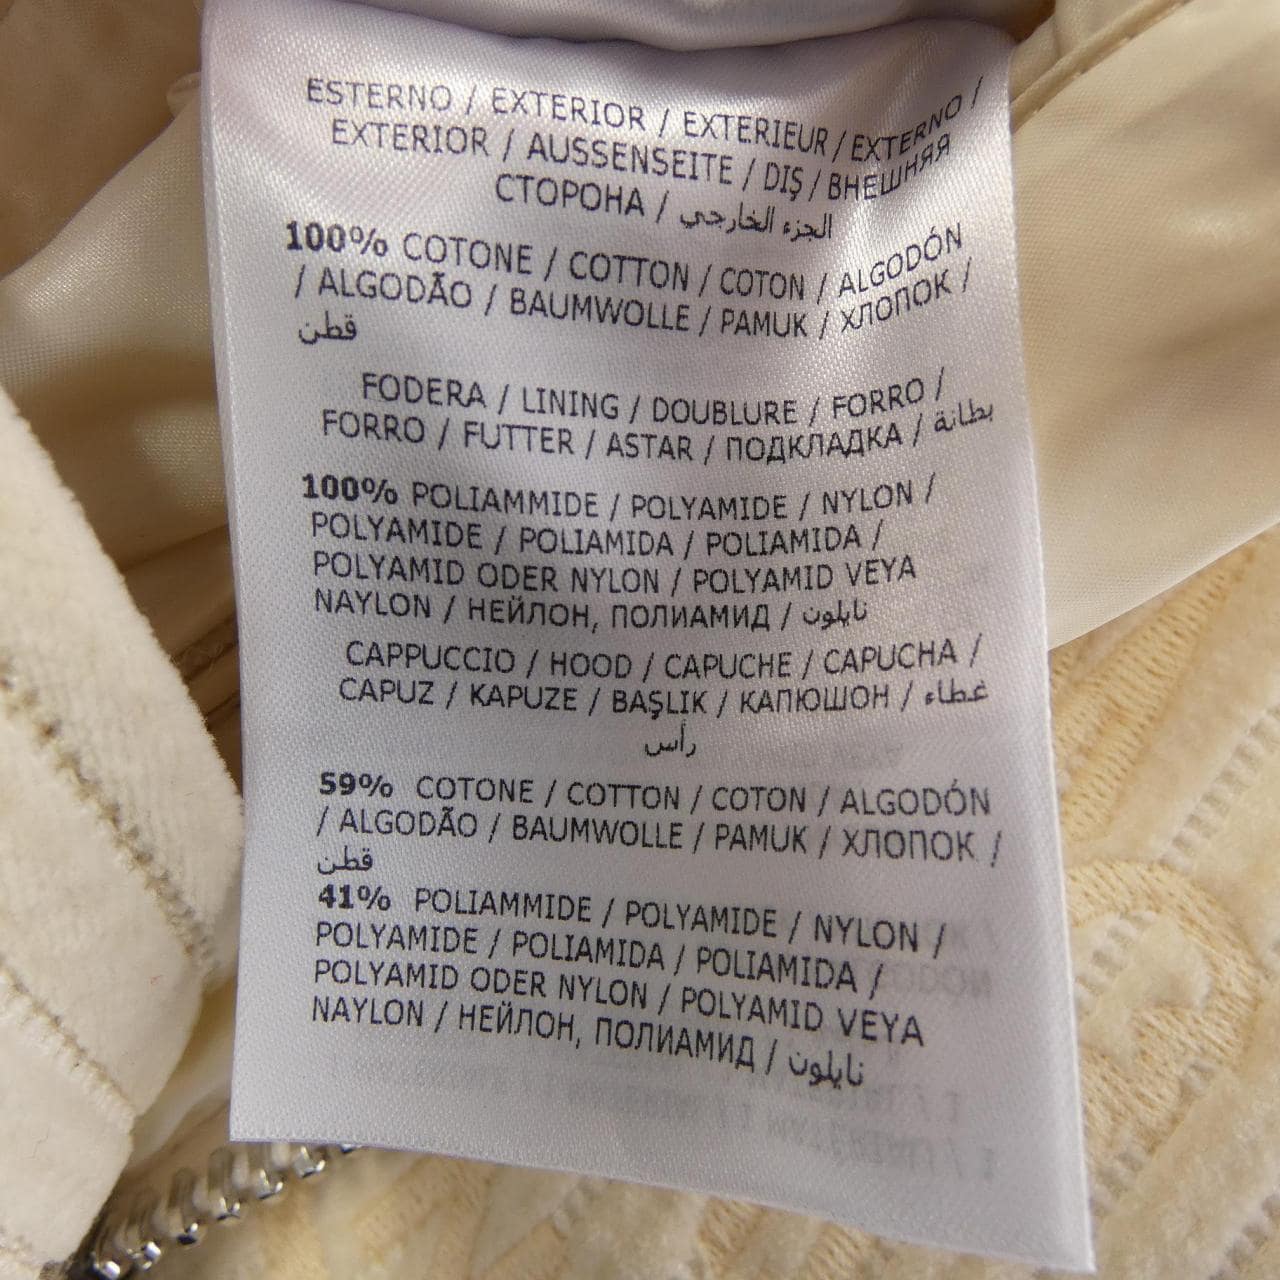 ESTERNO / EXTERIOR / EXTERIEUR / EXTERNO /
EXTERIOR / AUSSENSEITE / DIŞ / ВНЕШНЯЯ
СТОРОНА / الجزء الخارجي
100% COTONE / COTTON / COTON / ALGODÓN
/ ALGODÃO / BAUMWOLLE / PAMUK / ХЛОПОК /
قطن
FODERA / LINING / DOUBLURE / FORRO /
FORRO / FUTTER / ASTAR / ПОДКЛАДКА / بطانة
100% POLIAMMIDE / POLYAMIDE / NYLON /
POLYAMIDE / POLIAMIDA / POLIAMIDA /
POLYAMID ODER NYLON / POLYAMID VEYA
NAYLON / НЕЙЛОН, ПОЛИАМИД / نايلون
CAPPUCCIO / HOOD / CAPUCHE / CAPUCHA /
CAPUZ / KAPUZE / BAŞLIK / КАПЮШОН / غطاء
رأس
59% COTONE / COTTON / COTON / ALGODÓN
/ ALGODÃO / BAUMWOLLE / PAMUK / ХЛОПОК /
قطن
41% POLIAMMIDE / POLYAMIDE / NYLON /
POLYAMIDE / POLIAMIDA / POLIAMIDA /
POLYAMID ODER NYLON / POLYAMID VEYA
NAYLON / НЕЙЛОН, ПОЛИАМИД / نايلون